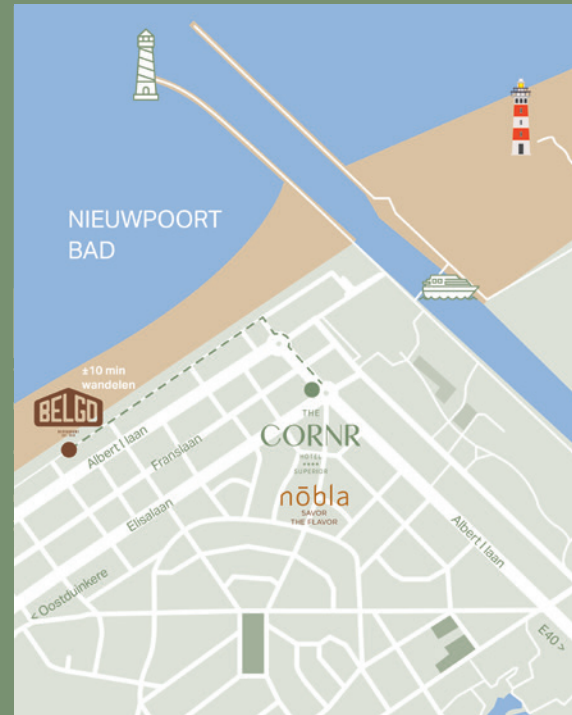 NIEUWPOORT
BAD
±10 min
wandelen
BELGO
Albert I laan
Franslaan
Elisalaan
THE
CORNR
HOTEL
SUPERIOR
nōbla
SAVOR
THE FLAVOR
Albert I laan
< Oostduinkere
E40 >